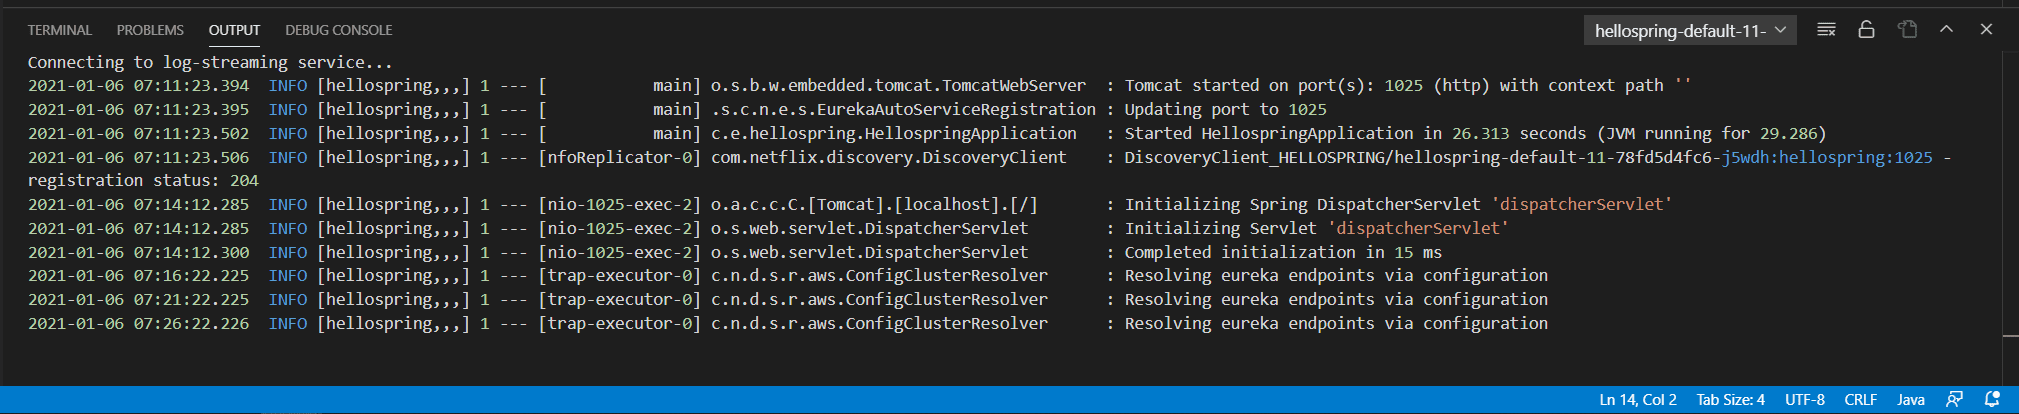 TERMINAL PROBLEMS OUTPUT DEBUG CONSOLE hellospring-default-11-
Connecting to log-streaming service...
2021-01-06 07:11:23.394  INFO [hellospring,,,] 1 --- [           main] o.s.b.w.embedded.tomcat.TomcatWebServer  : Tomcat started on port(s): 1025 (http) with context path ''
2021-01-06 07:11:23.395  INFO [hellospring,,,] 1 --- [           main] .s.c.n.e.s.EurekaAutoServiceRegistration : Updating port to 1025
2021-01-06 07:11:23.502  INFO [hellospring,,,] 1 --- [           main] c.e.hellospring.HellospringApplication   : Started HellospringApplication in 26.313 seconds (JVM running for 29.286)
2021-01-06 07:11:23.506  INFO [hellospring,,,] 1 --- [nfoReplicator-0] com.netflix.discovery.DiscoveryClient    : DiscoveryClient_HELLOSPRING/hellospring-default-11-78fd5d4fc6-j5wdh:hellospring:1025 -
registration status: 204
2021-01-06 07:14:12.285  INFO [hellospring,,,] 1 --- [nio-1025-exec-2] o.a.c.c.C.[Tomcat].[localhost].[/]       : Initializing Spring DispatcherServlet 'dispatcherServlet'
2021-01-06 07:14:12.285  INFO [hellospring,,,] 1 --- [nio-1025-exec-2] o.s.web.servlet.DispatcherServlet        : Initializing Servlet 'dispatcherServlet'
2021-01-06 07:14:12.300  INFO [hellospring,,,] 1 --- [nio-1025-exec-2] o.s.web.servlet.DispatcherServlet        : Completed initialization in 15 ms
2021-01-06 07:16:22.225  INFO [hellospring,,,] 1 --- [trap-executor-0] c.n.d.s.r.aws.ConfigClusterResolver      : Resolving eureka endpoints via configuration
2021-01-06 07:21:22.225  INFO [hellospring,,,] 1 --- [trap-executor-0] c.n.d.s.r.aws.ConfigClusterResolver      : Resolving eureka endpoints via configuration
2021-01-06 07:26:22.226  INFO [hellospring,,,] 1 --- [trap-executor-0] c.n.d.s.r.aws.ConfigClusterResolver      : Resolving eureka endpoints via configuration
Ln 14, Col 2 Tab Size: 4 UTF-8 CRLF Java